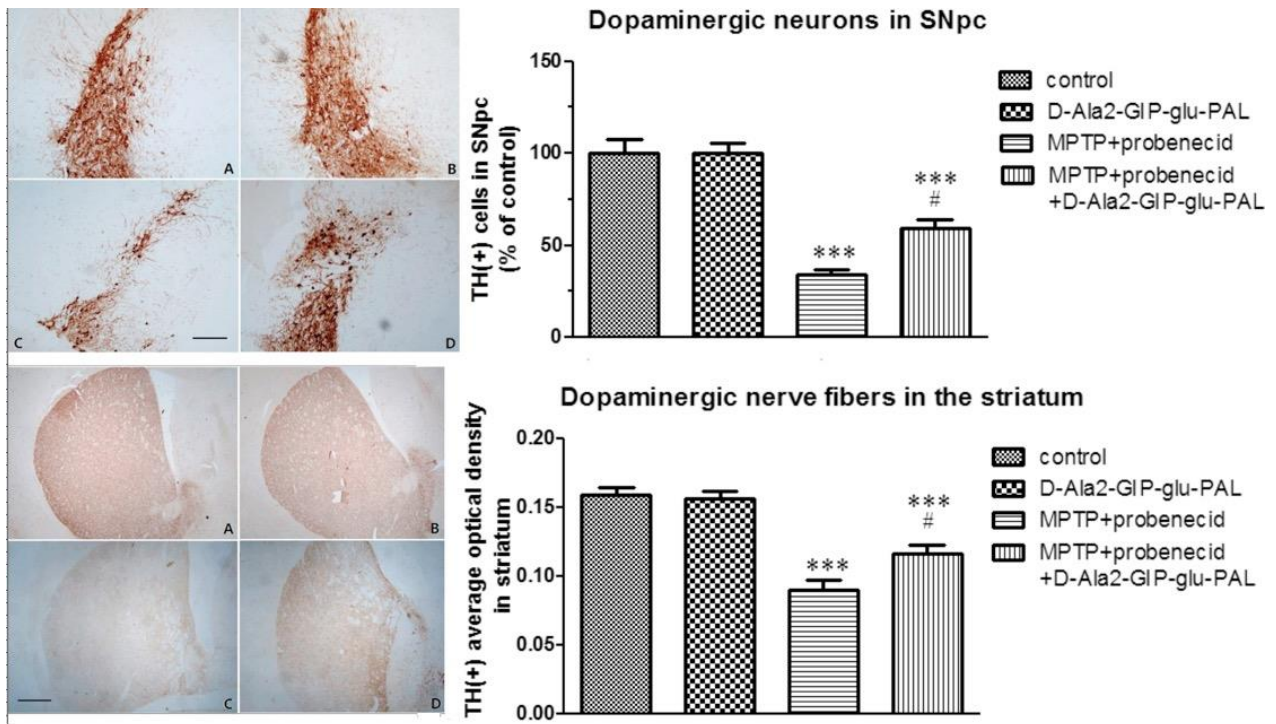 A
B
C
D
Dopaminergic neurons in SNpc
TH(+) cells in SNpc
(% of control)
150
100
50
0
***
***
#
control
D-Ala2-GIP-glu-PAL
MPTP+probenecid
MPTP+probenecid
+D-Ala2-GIP-glu-PAL
A
B
C
D
Dopaminergic nerve fibers in the striatum
TH(+) average optical density
in striatum
0.20
0.15
0.10
0.05
0.00
***
***
#
control
D-Ala2-GIP-glu-PAL
MPTP+probenecid
MPTP+probenecid
+D-Ala2-GIP-glu-PAL